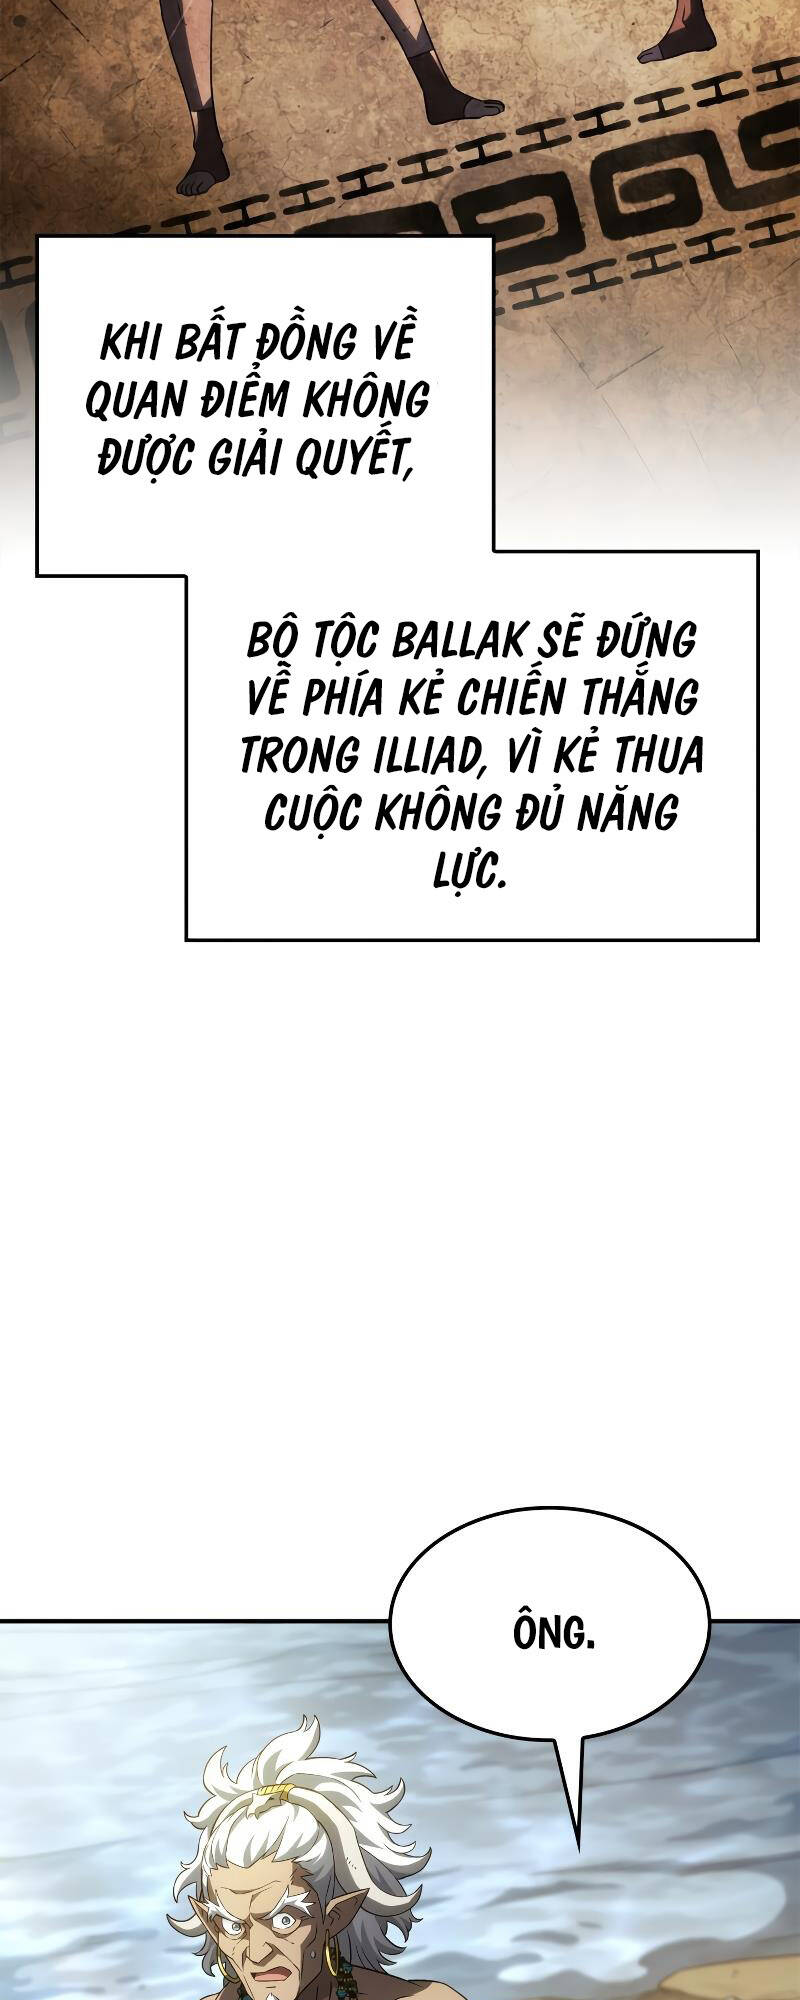 KHI BẤT ĐỒNG VỀ
QUAN ĐIỂM KHÔNG
ĐƯỢC GIẢI QUYẾT,
BỘ TỘC BALLAK SẼ ĐỨNG
VỀ PHÍA KẺ CHIẾN THẮNG
TRONG ILLIAD, VÌ KẺ THUA
CUỘC KHÔNG ĐỦ NĂNG
LỰC.
ÔNG.